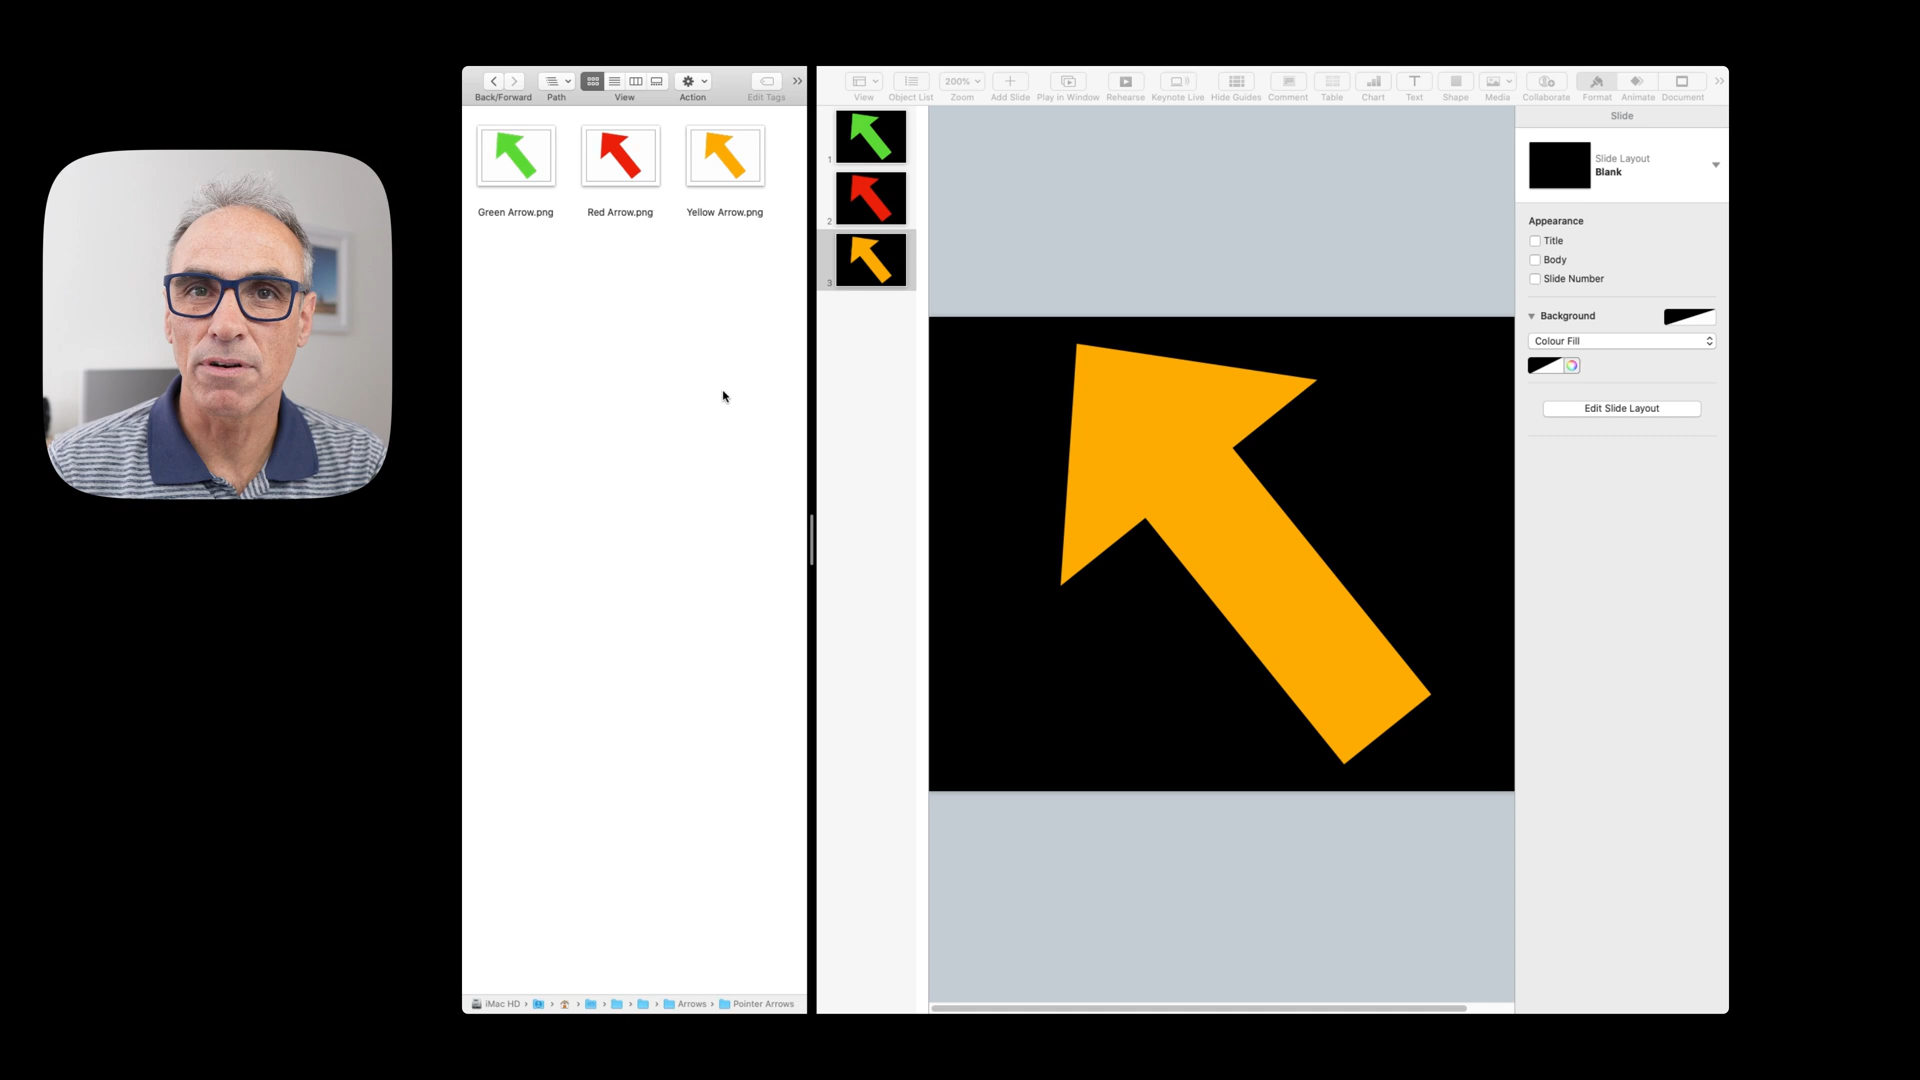 Back/Forward
Path
View
Action
Edit Tags
View
Object List
200%
Zoom
Add Slide
Play in Window
Rehearse
Keynote Live
Hide Guides
Comment
Table
Chart
Text
Shape
Media
Collaborate
Format
Animate
Document
Green Arrow.png
Red Arrow.png
Yellow Arrow.png
1
2
3
Slide
Slide Layout
Blank
Appearance
Title
Body
Slide Number
Background
Colour Fill
Edit Slide Layout
iMac HD › › › › › › Arrows › Pointer Arrows